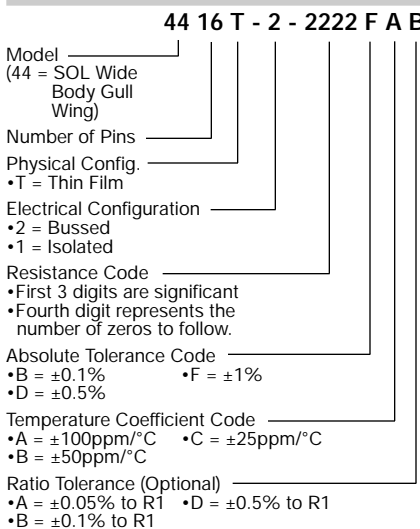 44 16 T - 2 - 2222 F A B
Model
(44 = SOL Wide
Body Gull
Wing)
Number of Pins
Physical Config.
•T = Thin Film
Electrical Configuration
•2 = Bussed
•1 = Isolated
Resistance Code
•First 3 digits are significant
•Fourth digit represents the
number of zeros to follow.
Absolute Tolerance Code
•B = ±0.1% •F = ±1%
•D = ±0.5%
Temperature Coefficient Code
•A = ±100ppm/°C •C = ±25ppm/°C
•B = ±50ppm/°C
Ratio Tolerance (Optional)
•A = ±0.05% to R1 •D = ±0.5% to R1
•B = ±0.1% to R1